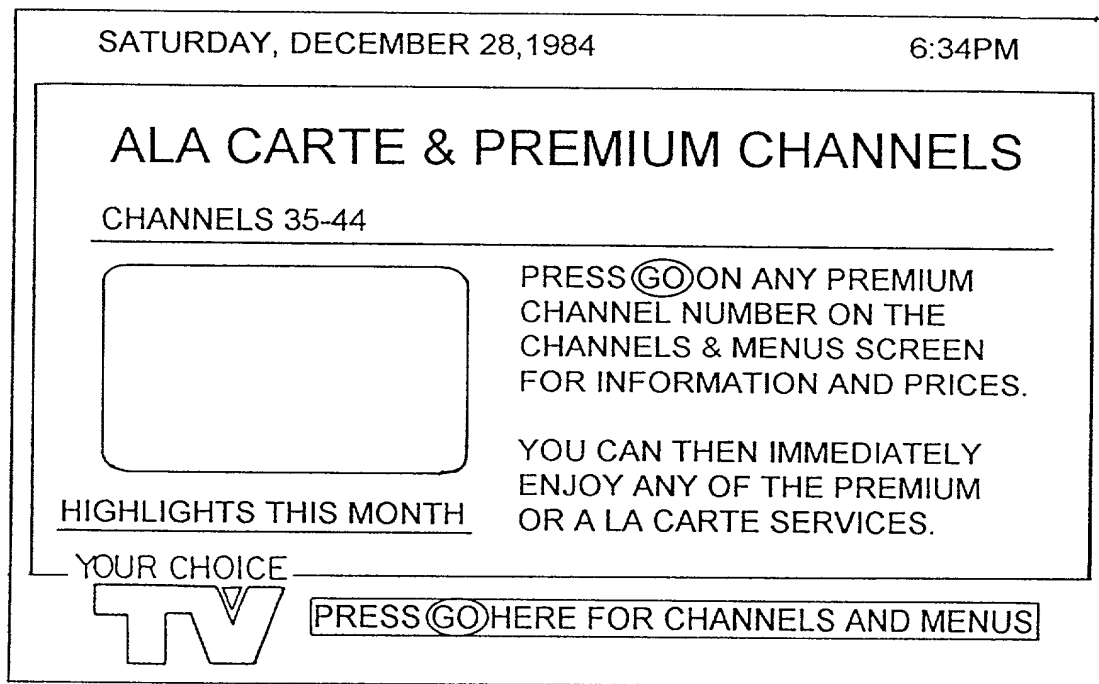 SATURDAY, DECEMBER 28,1984 6:34PM
ALA CARTE & PREMIUM CHANNELS
CHANNELS 35-44
PRESS GO ON ANY PREMIUM
CHANNEL NUMBER ON THE
CHANNELS & MENUS SCREEN
FOR INFORMATION AND PRICES.
YOU CAN THEN IMMEDIATELY
ENJOY ANY OF THE PREMIUM
OR A LA CARTE SERVICES.
HIGHLIGHTS THIS MONTH
YOUR CHOICE
TV
PRESS GO HERE FOR CHANNELS AND MENUS